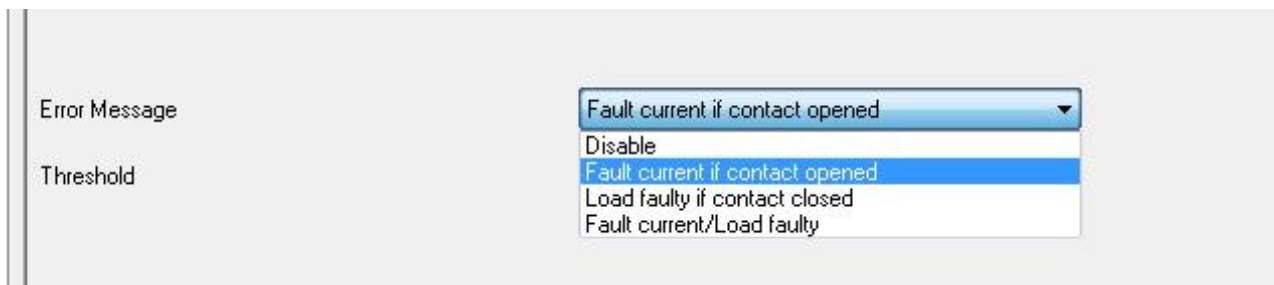 Error Message
Fault current if contact opened
Disable
Threshold
Fault current if contact opened
Load faulty if contact closed
Fault current/Load faulty